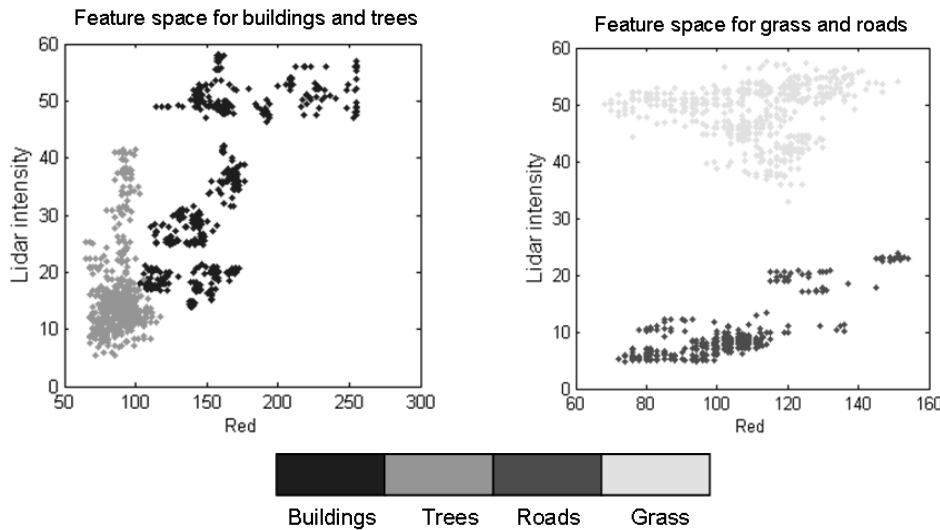 Feature space for buildings and trees
60
50
40
30
20
10
0
Lidar intensity
50
100
150
200
250
300
Red
Feature space for grass and roads
60
50
40
30
20
10
0
Lidar intensity
60
80
100
120
140
160
Red
Buildings
Trees
Roads
Grass